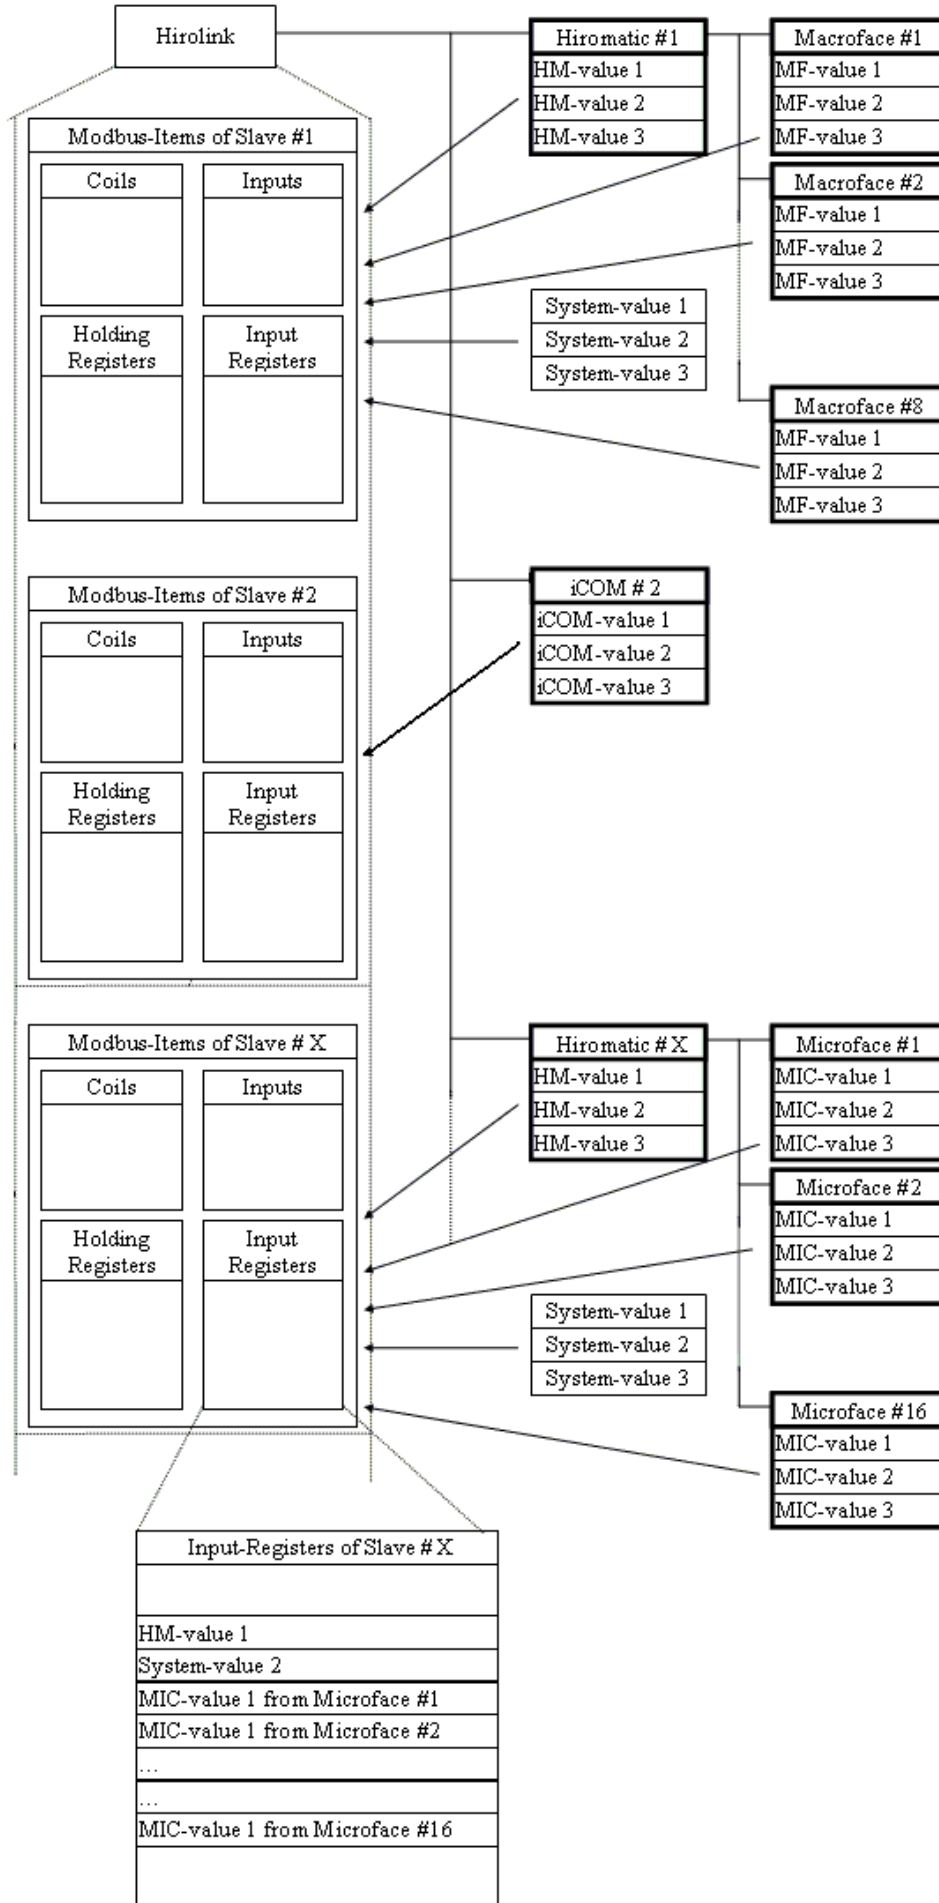 Hirolink
Hiromatic #1
HM-value 1
HM-value 2
HM-value 3
Macroface #1
MF-value 1
MF-value 2
MF-value 3
Modbus-Items of Slave #1
Coils
Inputs
Holding
Registers
Input
Registers
Macroface #2
MF-value 1
MF-value 2
MF-value 3
System-value 1
System-value 2
System-value 3
Macroface #8
MF-value 1
MF-value 2
MF-value 3
Modbus-Items of Slave #2
Coils
Inputs
Holding
Registers
Input
Registers
iCOM # 2
iCOM-value 1
iCOM-value 2
iCOM-value 3
Modbus-Items of Slave # X
Coils
Inputs
Holding
Registers
Input
Registers
Hiromatic # X
HM-value 1
HM-value 2
HM-value 3
Microface #1
MIC-value 1
MIC-value 2
MIC-value 3
Microface #2
MIC-value 1
MIC-value 2
MIC-value 3
System-value 1
System-value 2
System-value 3
Microface #16
MIC-value 1
MIC-value 2
MIC-value 3
Input-Registers of Slave # X
HM-value 1
System-value 2
MIC-value 1 from Microface #1
MIC-value 1 from Microface #2
...
...
MIC-value 1 from Microface #16